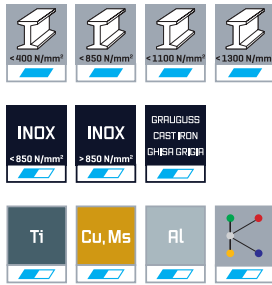 <400 N/mm² <850 N/mm² <1100 N/mm² <1300 N/mm²
INOX INOX GRAUGUSS
CAST IRON
GHISA GRIGIA
<850 N/mm² >850 N/mm²
Ti Cu, Ms Al